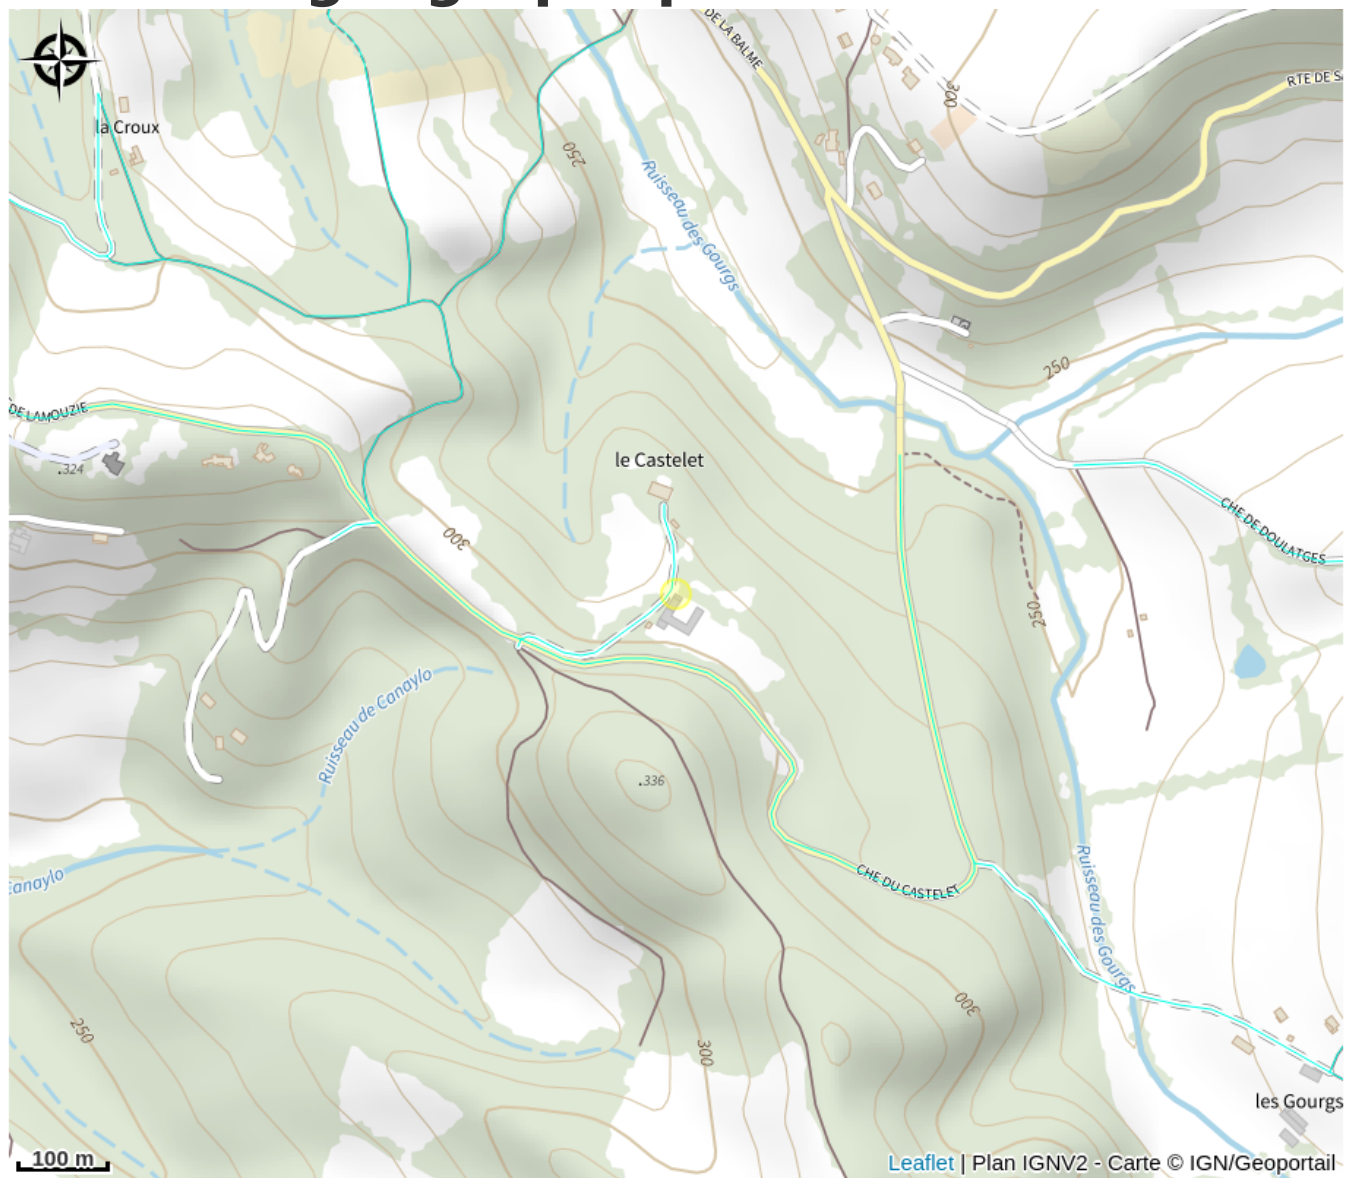 DE LA BALME
RTE DE S
300
la Croux
250
Ruisseau des Gourgs
250
DE LAMOUZIE
.324
le Castelet
CHE DE DOULATGES
300
250
Ruisseau de Canaylo
.336
Canaylo
CHE DU CASTELET
Ruisseau des Gourgs
300
250
300
les Gourgs
100 m
Leaflet | Plan IGNV2 - Carte © IGN/Geoportail